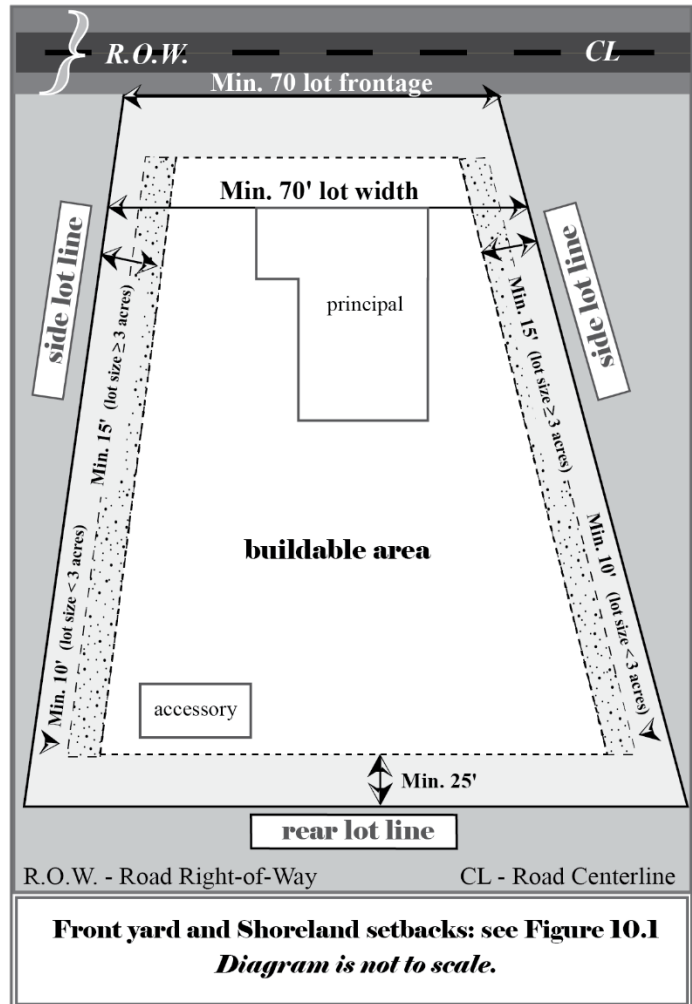 R.O.W.
CL
Min. 70 lot frontage
Min. 70' lot width
side lot line
side lot line
principal
Min. 15' (lot size ≥ 3 acres)
Min. 15' (lot size ≥ 3 acres)
buildable area
Min. 10' (lot size < 3 acres)
Min. 10' (lot size < 3 acres)
accessory
Min. 25'
rear lot line
R.O.W. - Road Right-of-Way
CL - Road Centerline
Front yard and Shoreland setbacks: see Figure 10.1
Diagram is not to scale.